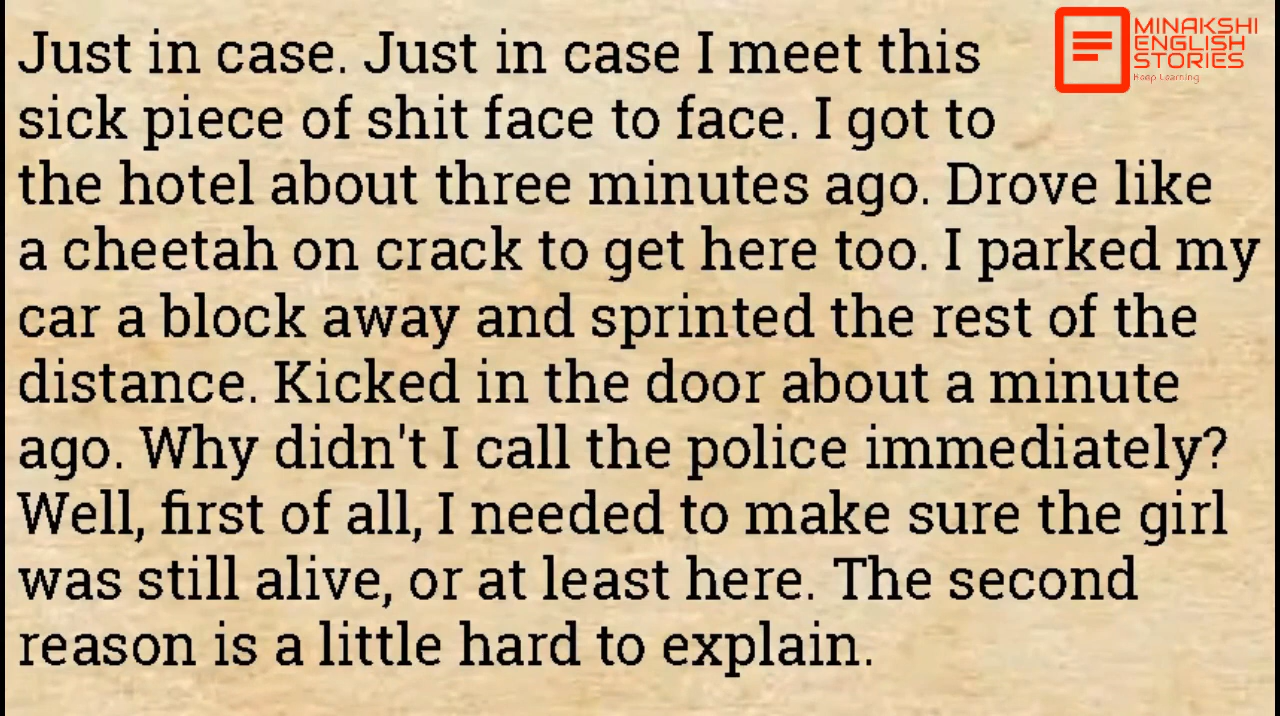 Just in case. Just in case I meet this
sick piece of shit face to face. I got to
the hotel about three minutes ago. Drove like
a cheetah on crack to get here too. I parked my
car a block away and sprinted the rest of the
distance. Kicked in the door about a minute
ago. Why didn't I call the police immediately?
Well, first of all, I needed to make sure the girl
was still alive, or at least here. The second
reason is a little hard to explain.
MINAKSHI
ENGLISH
STORIES
Keep Learning